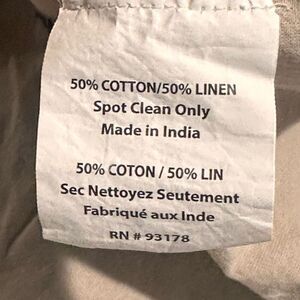 50% COTTON/50% LINEN
Spot Clean Only
Made in India
50% COTON / 50% LIN
Sec Nettoyez Seutement
Fabriqué aux Inde
RN # 93178